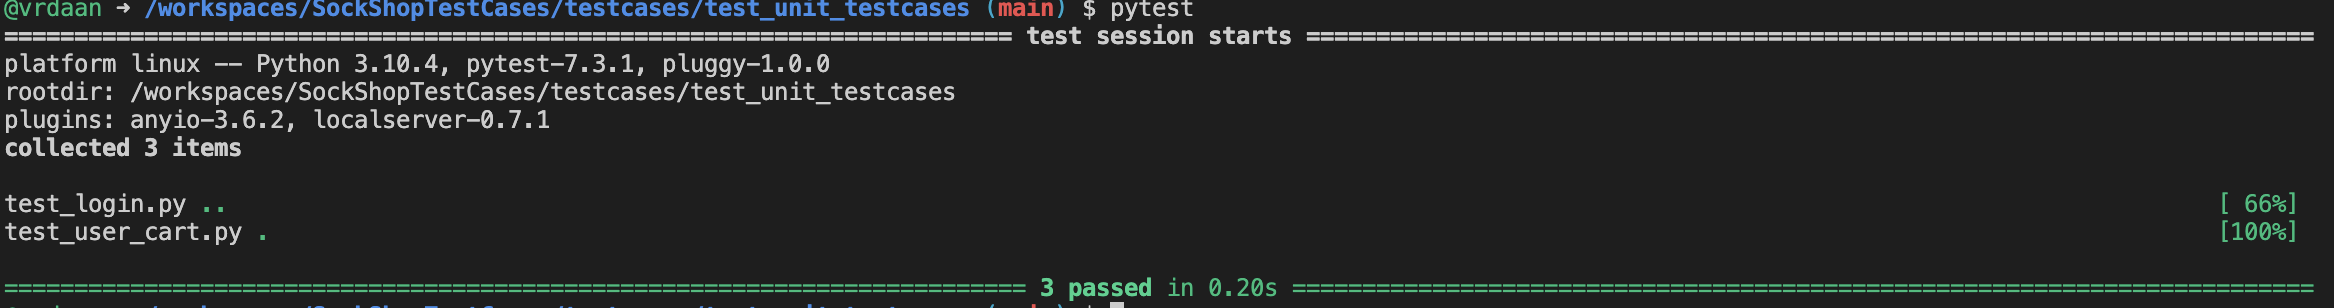 @vrdaan → /workspaces/SockShopTestCases/testcases/test_unit_testcases (main) $ pytest
============================== test session starts ==============================
platform linux -- Python 3.10.4, pytest-7.3.1, pluggy-1.0.0
rootdir: /workspaces/SockShopTestCases/testcases/test_unit_testcases
plugins: anyio-3.6.2, localserver-0.7.1
collected 3 items
test_login.py .. [ 66%]
test_user_cart.py . [100%]
============================== 3 passed in 0.20s ==============================